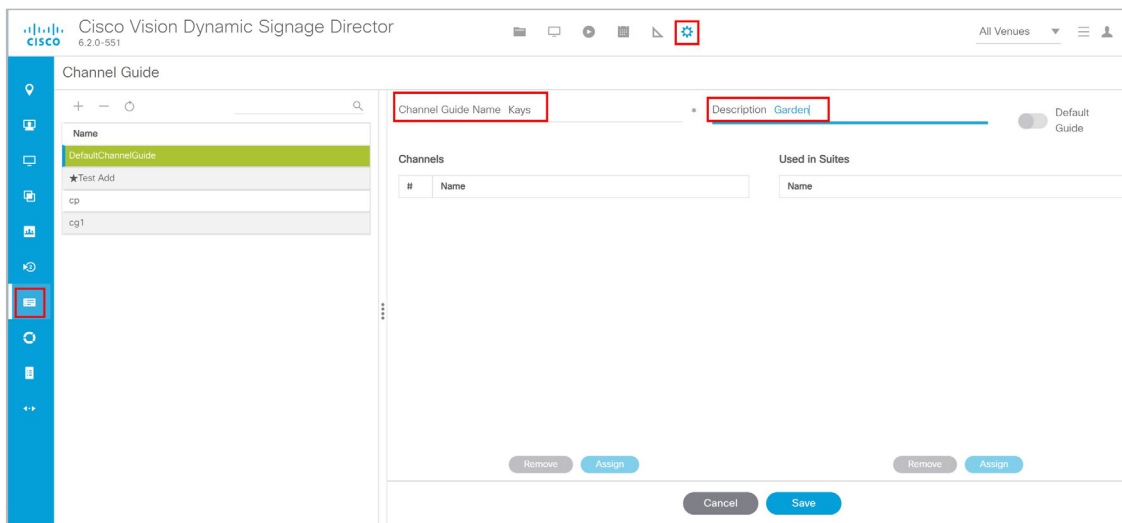 Cisco Vision Dynamic Signage Director
CISCO
6.2.0-551
All Venues
Channel Guide
Name
DefaultChannelGuide
★Test Add
cp
cg1
Channel Guide Name Kays
Description Garden
Default
Guide
Channels
# Name
Used in Suites
Name
Remove Assign
Remove Assign
Cancel Save